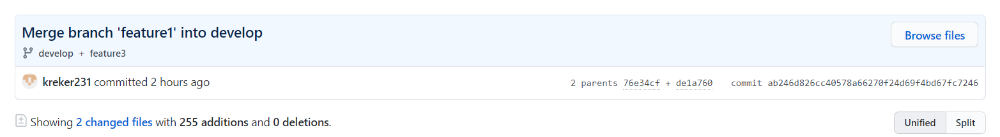 Merge branch 'feature1' into develop
Browse files
develop + feature3
kreker231 committed 2 hours ago
2 parents 76e34cf + de1a760 commit ab246d826cc40578a66270f24d69f4bd67fc7246
Showing 2 changed files with 255 additions and 0 deletions.
Unified Split